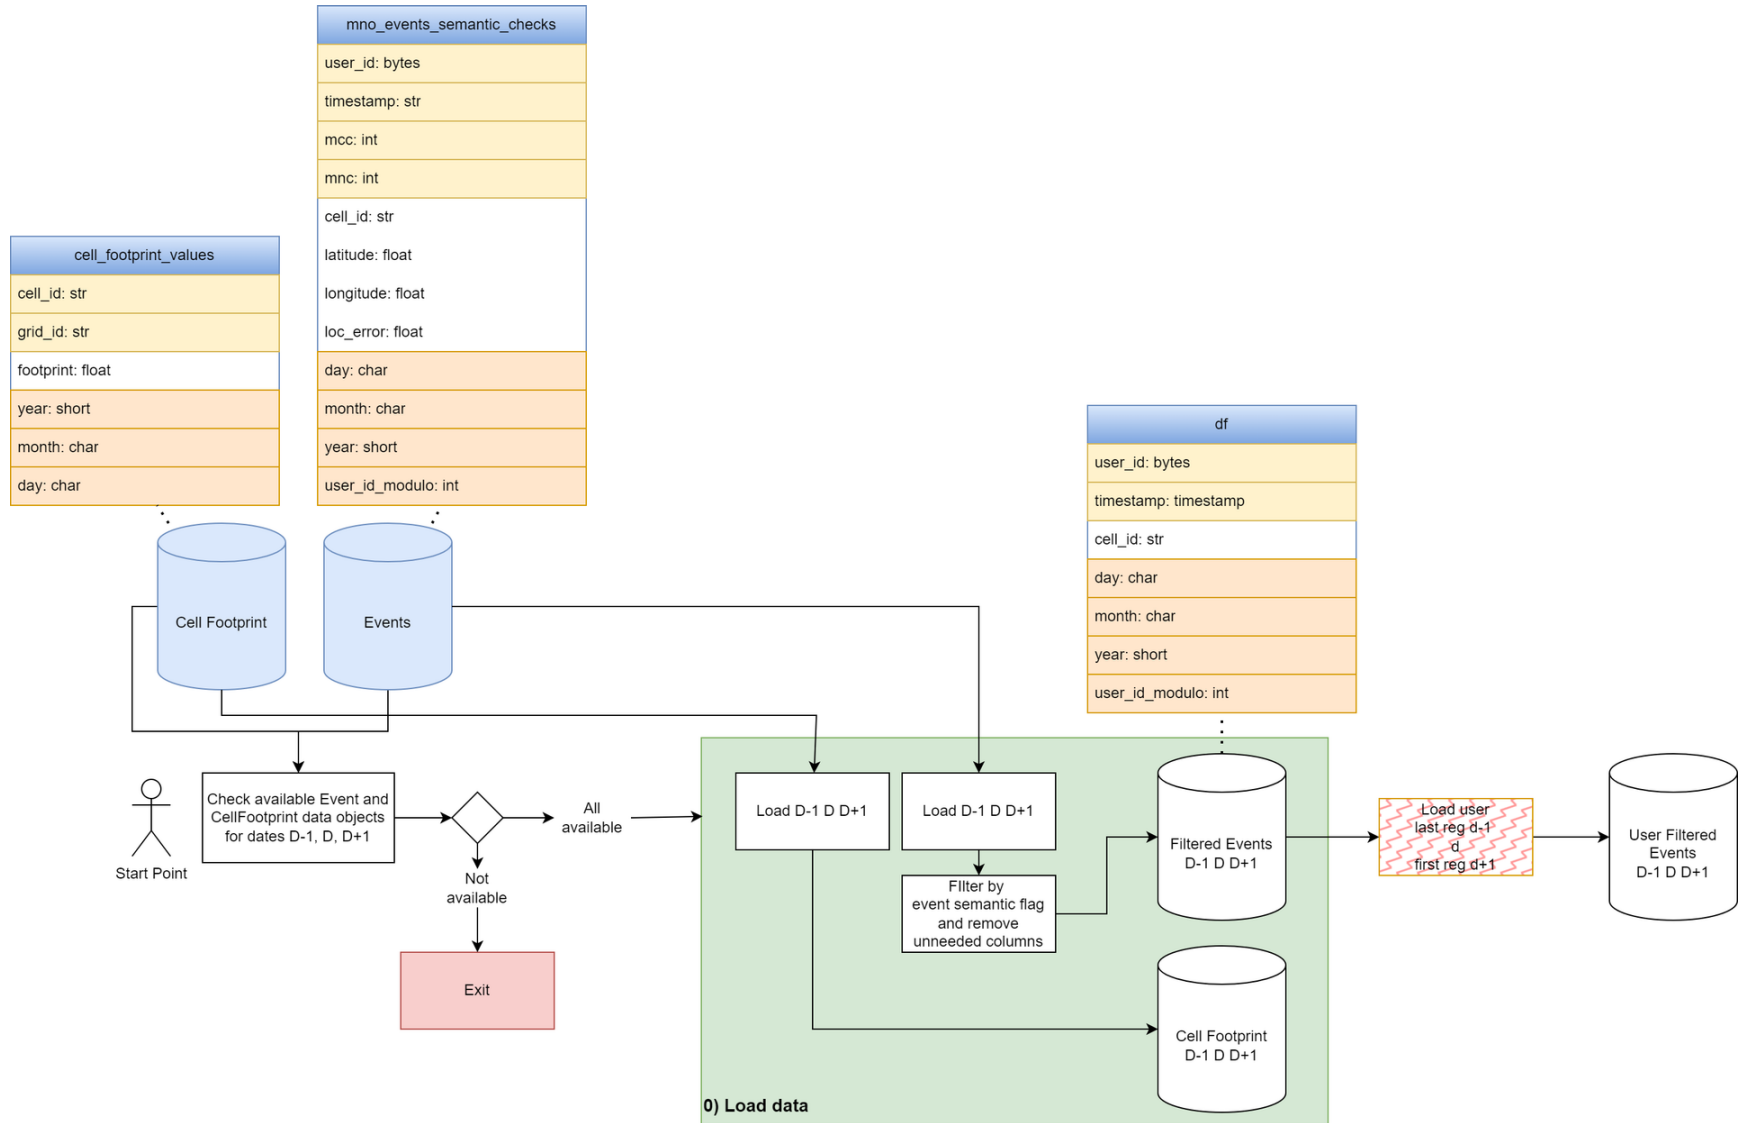 mno_events_semantic_checks
user_id: bytes
timestamp: str
mcc: int
mnc: int
cell_id: str
latitude: float
longitude: float
loc_error: float
day: char
month: char
year: short
user_id_modulo: int
cell_footprint_values
cell_id: str
grid_id: str
footprint: float
year: short
month: char
day: char
df
user_id: bytes
timestamp: timestamp
cell_id: str
day: char
month: char
year: short
user_id_modulo: int
Cell Footprint
Events
Start Point
Check available Event and
CellFootprint data objects
for dates D-1, D, D+1
All
available
Not
available
Exit
Load D-1 D D+1
Load D-1 D D+1
FIlter by
event semantic flag
and remove
unneeded columns
Filtered Events
D-1 D D+1
Cell Footprint
D-1 D D+1
0) Load data
Load user
last reg d-1
d
first reg d+1
User Filtered
Events
D-1 D D+1